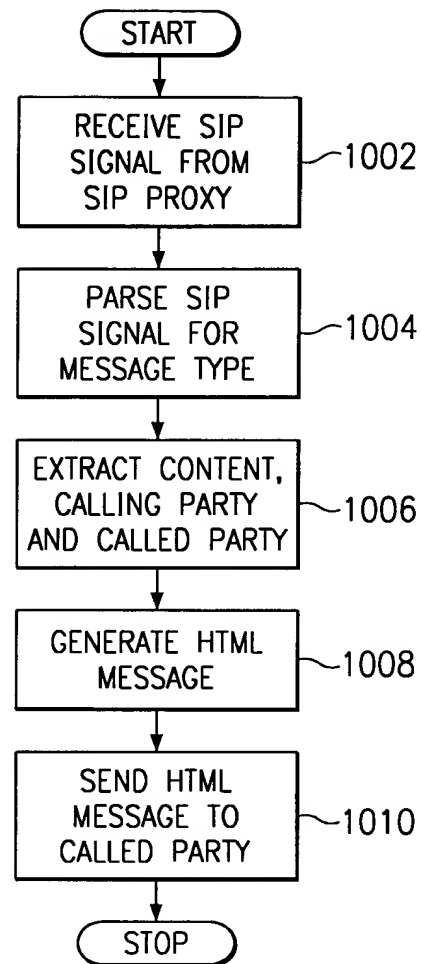 START
RECEIVE SIP
SIGNAL FROM
SIP PROXY
1002
PARSE SIP
SIGNAL FOR
MESSAGE TYPE
1004
EXTRACT CONTENT,
CALLING PARTY
AND CALLED PARTY
1006
GENERATE HTML
MESSAGE
1008
SEND HTML
MESSAGE TO
CALLED PARTY
1010
STOP